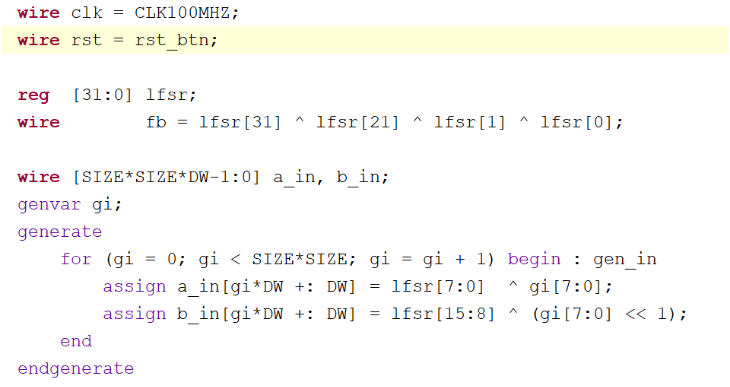 wire clk = CLK100MHZ;
wire rst = rst_btn;
reg  [31:0] lfsr;
wire        fb = lfsr[31] ^ lfsr[21] ^ lfsr[1] ^ lfsr[0];
wire [SIZE*SIZE*DW-1:0] a_in, b_in;
genvar gi;
generate
    for (gi = 0; gi < SIZE*SIZE; gi = gi + 1) begin : gen_in
        assign a_in[gi*DW +: DW] = lfsr[7:0]  ^ gi[7:0];
        assign b_in[gi*DW +: DW] = lfsr[15:8] ^ (gi[7:0] << 1);
    end
endgenerate